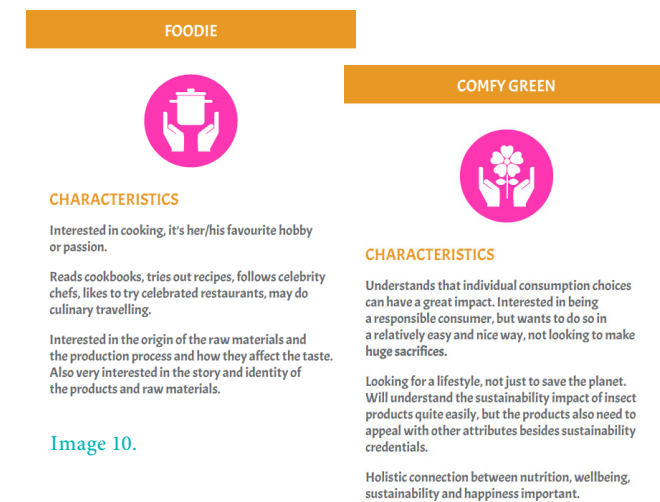 FOODIE
CHARACTERISTICS
Interested in cooking, it's her/his favourite hobby
or passion.
Reads cookbooks, tries out recipes, follows celebrity
chefs, likes to try celebrated restaurants, may do
culinary travelling.
Interested in the origin of the raw materials and
the production process and how they affect the taste.
Also very interested in the story and identity of
the products and raw materials.
Image 10.
COMFY GREEN
CHARACTERISTICS
Understands that individual consumption choices
can have a great impact. Interested in being
a responsible consumer, but wants to do so in
a relatively easy and nice way, not looking to make
huge sacrifices.
Looking for a lifestyle, not just to save the planet.
Will understand the sustainability impact of insect
products quite easily, but the products also need to
appeal with other attributes besides sustainability
credentials.
Holistic connection between nutrition, wellbeing,
sustainability and happiness important.